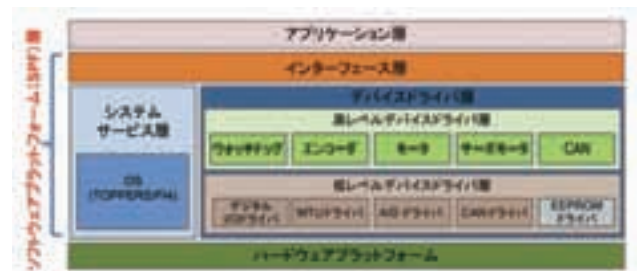 ソフトウェアプラットフォーム(SPF)層
アプリケーション層
インターフェース層
システム
サービス層
OS
(TOPPERS/FI4)
デバイスドライバ層
高レベルデバイスドライバ層
ウォッチドッグ
エンコーダ
モータ
サーボモータ
CAN
低レベルデバイスドライバ層
デジタル
I/Oドライバ
MTUドライバ
A/Dドライバ
CANドライバ
EEPROM
ドライバ
ハードウェアプラットフォーム